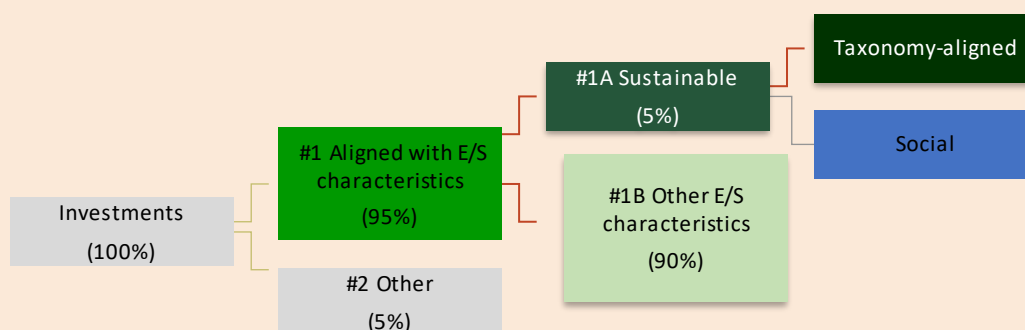 Investments
(100%)
#1 Aligned with E/S
characteristics
(95%)
#2 Other
(5%)
#1A Sustainable
(5%)
#1B Other E/S
characteristics
(90%)
Taxonomy-aligned
Social